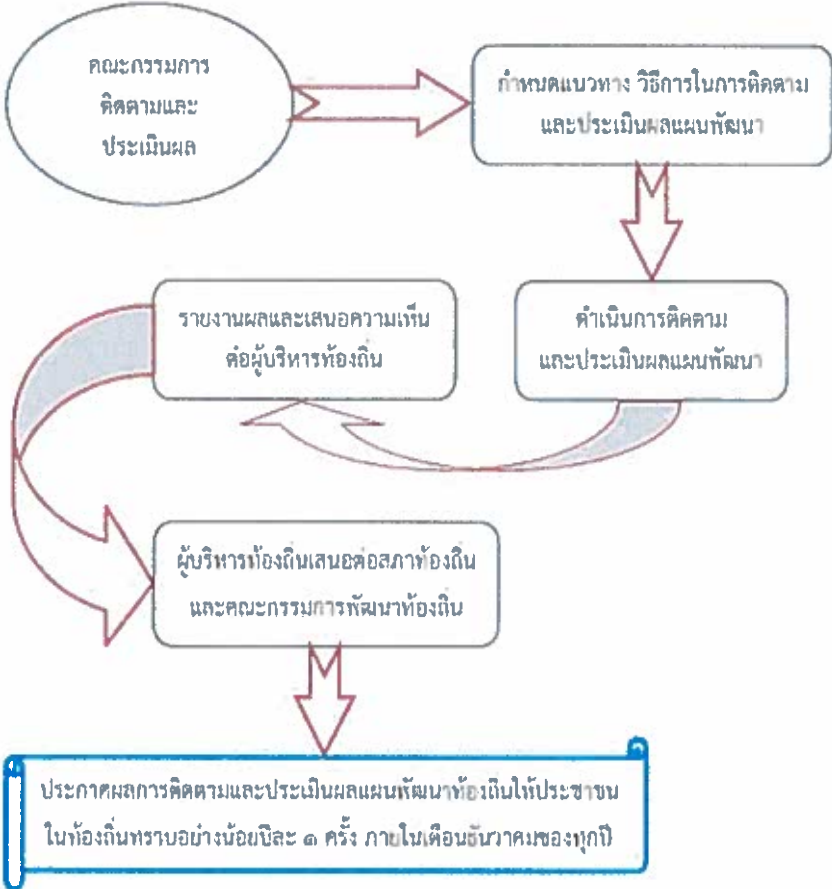 คณะกรรมการ
ติดตามและ
ประเมินผล
กำหนดแนวทาง วิธีการในการติดตาม
และประเมินผลแผนพัฒนา
รายงานผลและเสนอความเห็น
ต่อผู้บริหารท้องถิ่น
ดำเนินการติดตาม
และประเมินผลแผนพัฒนา
ผู้บริหารท้องถิ่นเสนอต่อสภาท้องถิ่น
และคณะกรรมการพัฒนาท้องถิ่น
ประกาศผลการติดตามและประเมินผลแผนพัฒนาท้องถิ่นให้ประชาชน
ในท้องถิ่นทราบอย่างน้อยปีละ ๑ ครั้ง ภายในเดือนธันวาคมของทุกปี